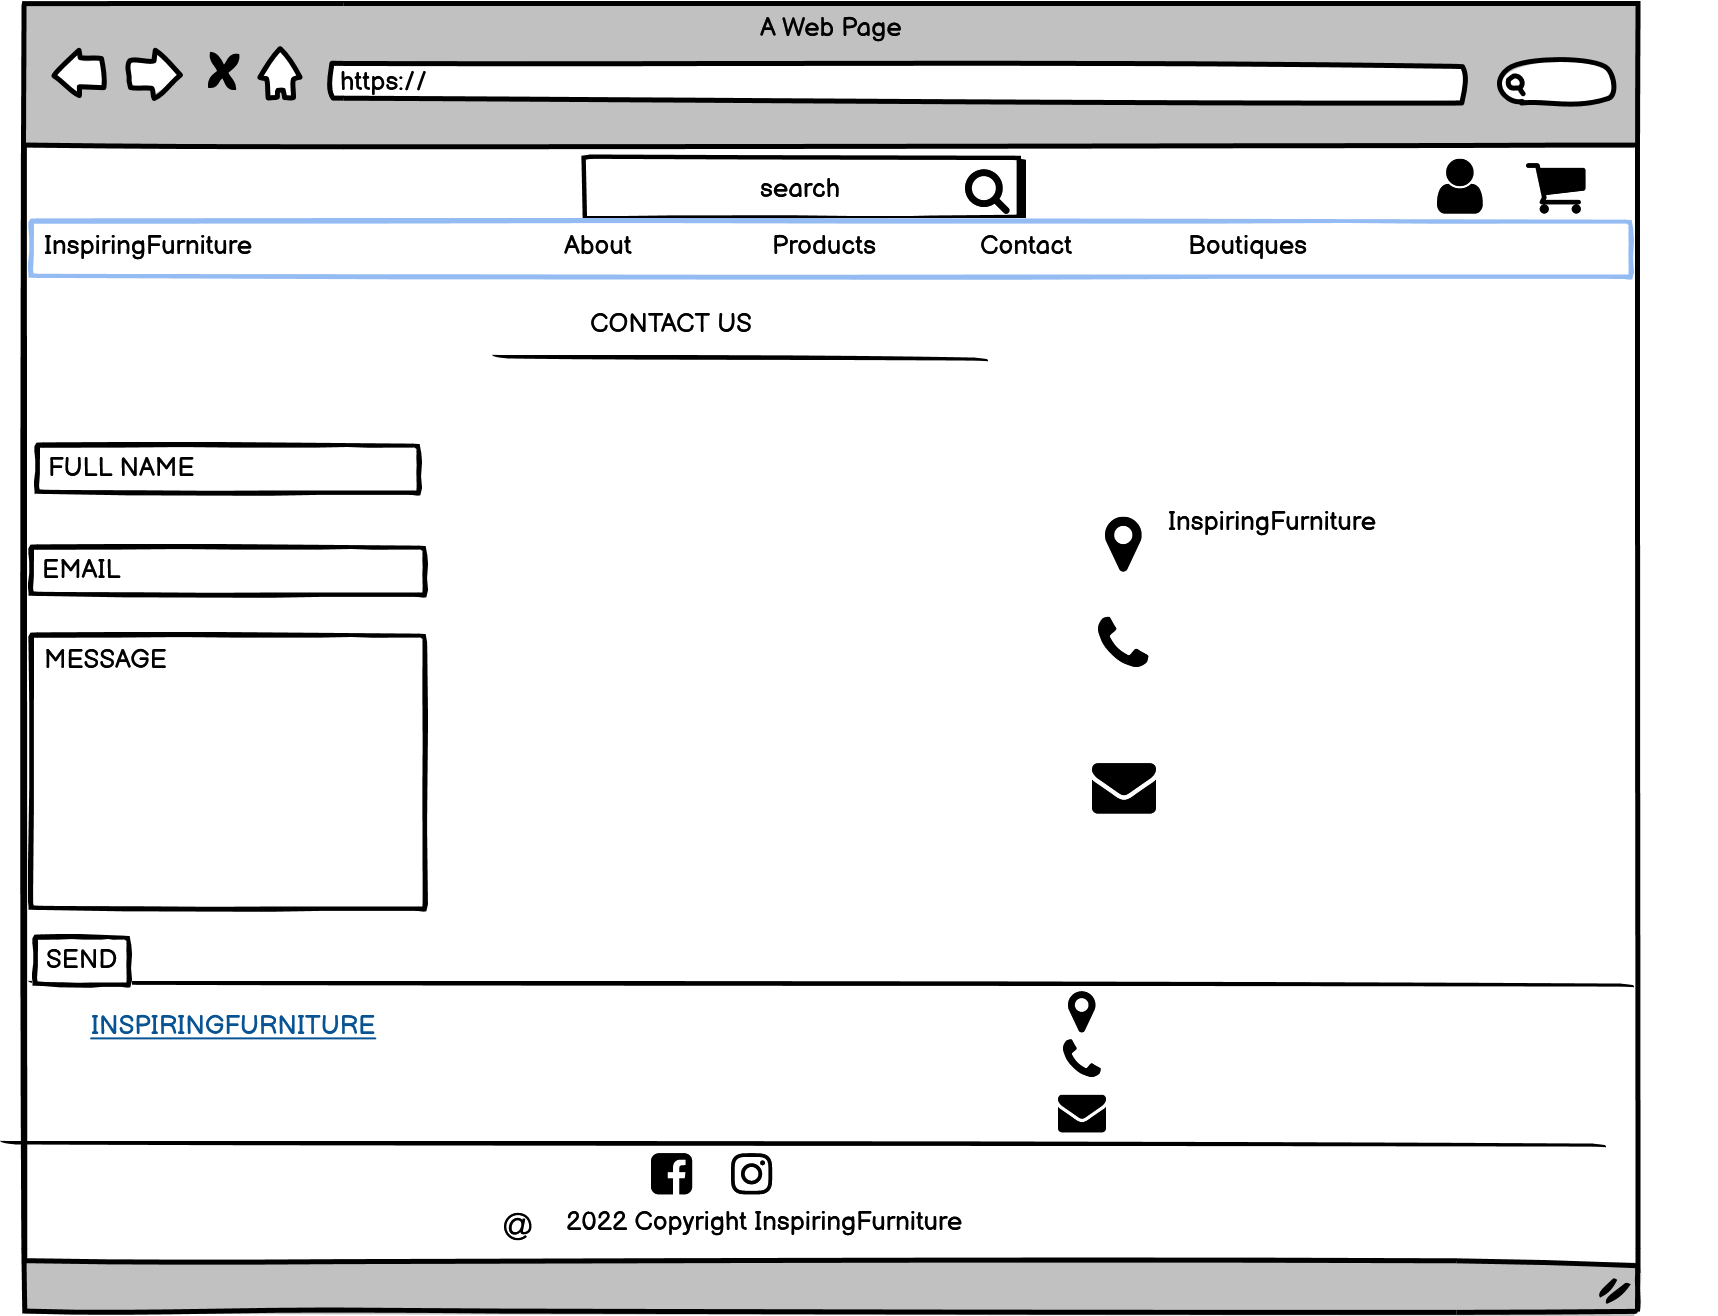 A Web Page
https://
search
InspiringFurniture About Products Contact Boutiques
CONTACT US
FULL NAME
EMAIL
MESSAGE
SEND
InspiringFurniture
INSPIRINGFURNITURE
@ 2022 Copyright InspiringFurniture